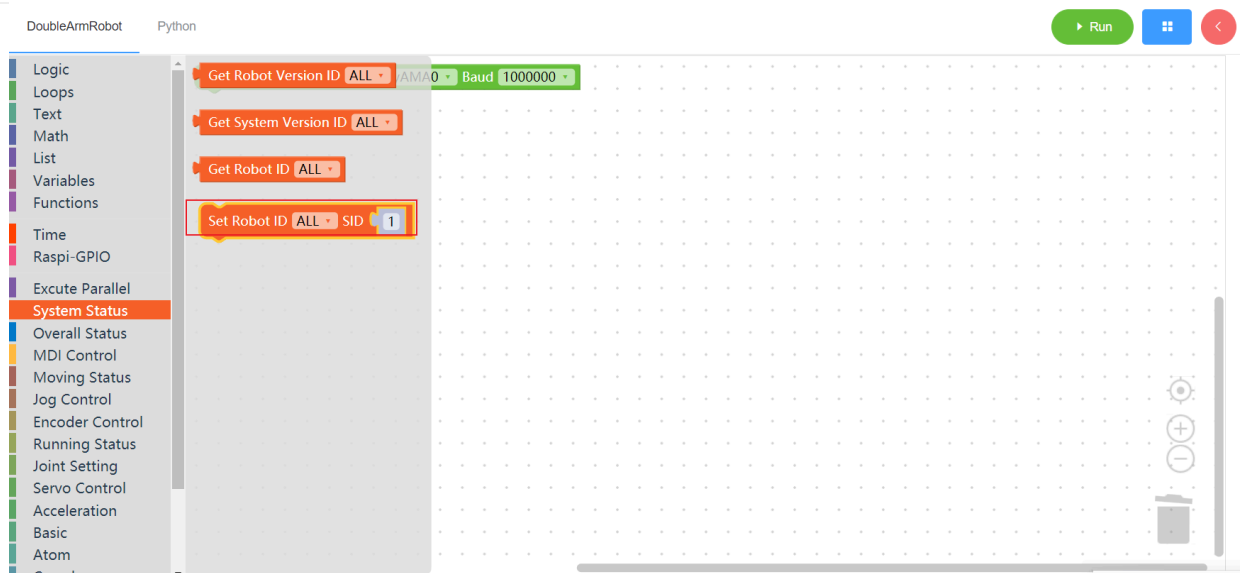 DoubleArmRobot Python Run
Logic
Loops
Text
Math
List
Variables
Functions
Time
Raspi-GPIO
Excute Parallel
System Status
Overall Status
MDI Control
Moving Status
Jog Control
Encoder Control
Running Status
Joint Setting
Servo Control
Acceleration
Basic
Atom
Get Robot Version ID ALL
AMA0 Baud 1000000
Get System Version ID ALL
Get Robot ID ALL
Set Robot ID ALL SID 1